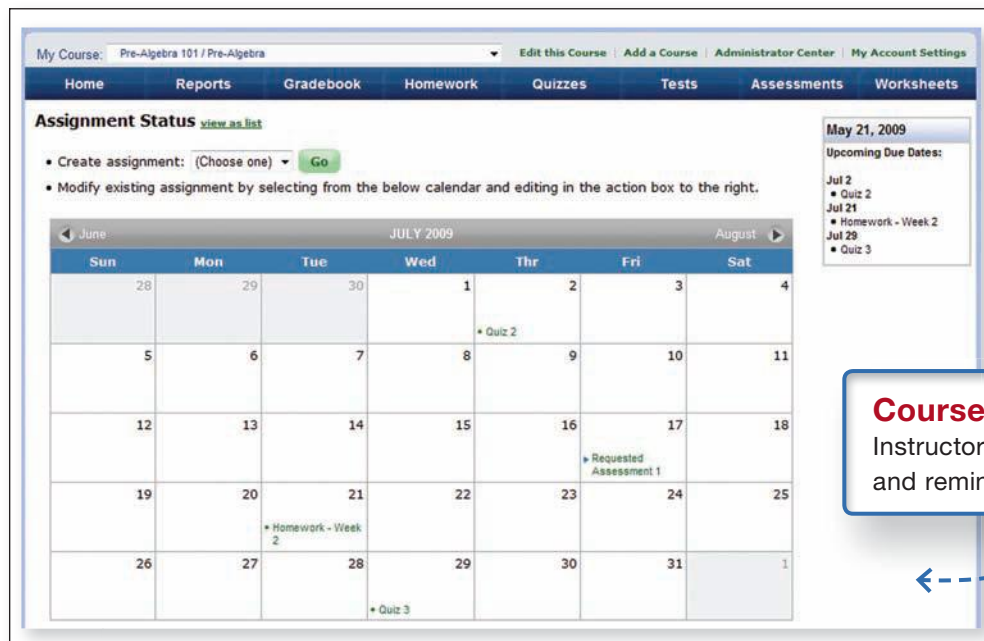 My Course: Pre-Algebra 101 / Pre-Algebra Edit this Course Add a Course Administrator Center My Account Settings
Home Reports Gradebook Homework Quizzes Tests Assessments Worksheets
Assignment Status view as list
• Create assignment: (Choose one) Go
• Modify existing assignment by selecting from the below calendar and editing in the action box to the right.
May 21, 2009
Upcoming Due Dates:
Jul 2
• Quiz 2
Jul 21
• Homework - Week 2
Jul 29
• Quiz 3
June JULY 2009 August
Sun Mon Tue Wed Thr Fri Sat
28 29 30 1 2 3 4
• Quiz 2
5 6 7 8 9 10 11
12 13 14 15 16 17 18
Requested
Assessment 1
19 20 21 22 23 24 25
• Homework - Week
2
26 27 28 29 30 31 1
• Quiz 3
Course
Instructor
and remin